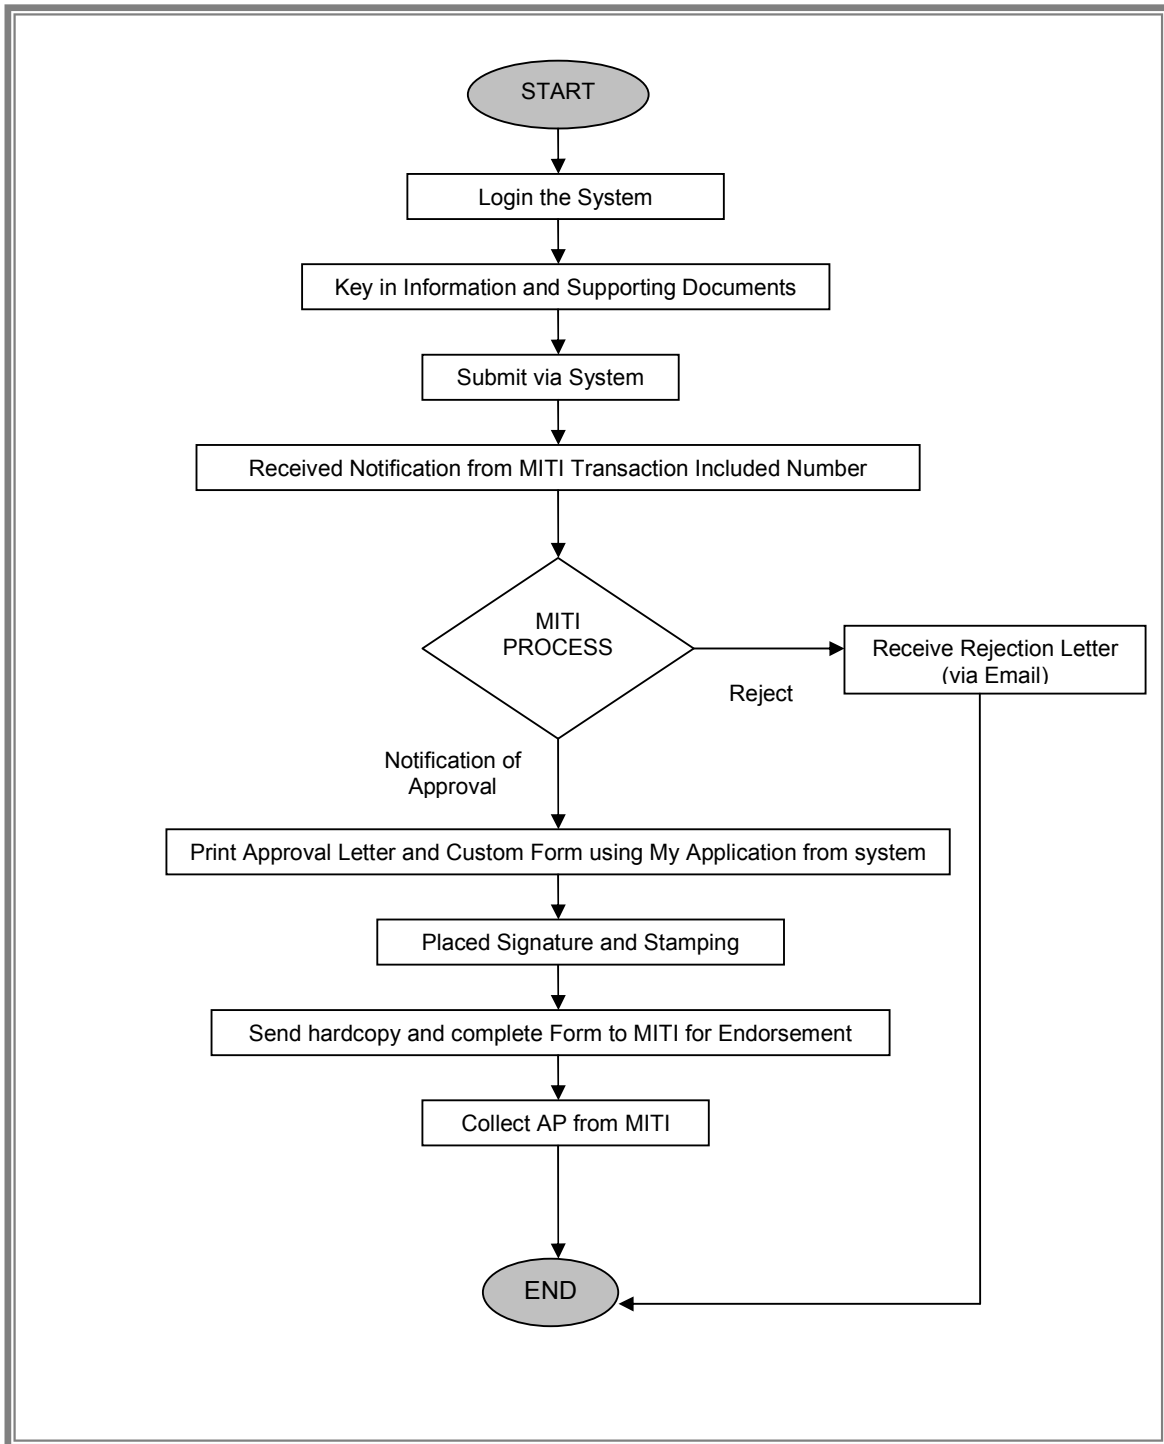 START
Login the System
Key in Information and Supporting Documents
Submit via System
Received Notification from MITI Transaction Included Number
MITI
PROCESS
Receive Rejection Letter
(via Email)
Reject
Notification of
Approval
Print Approval Letter and Custom Form using My Application from system
Placed Signature and Stamping
Send hardcopy and complete Form to MITI for Endorsement
Collect AP from MITI
END